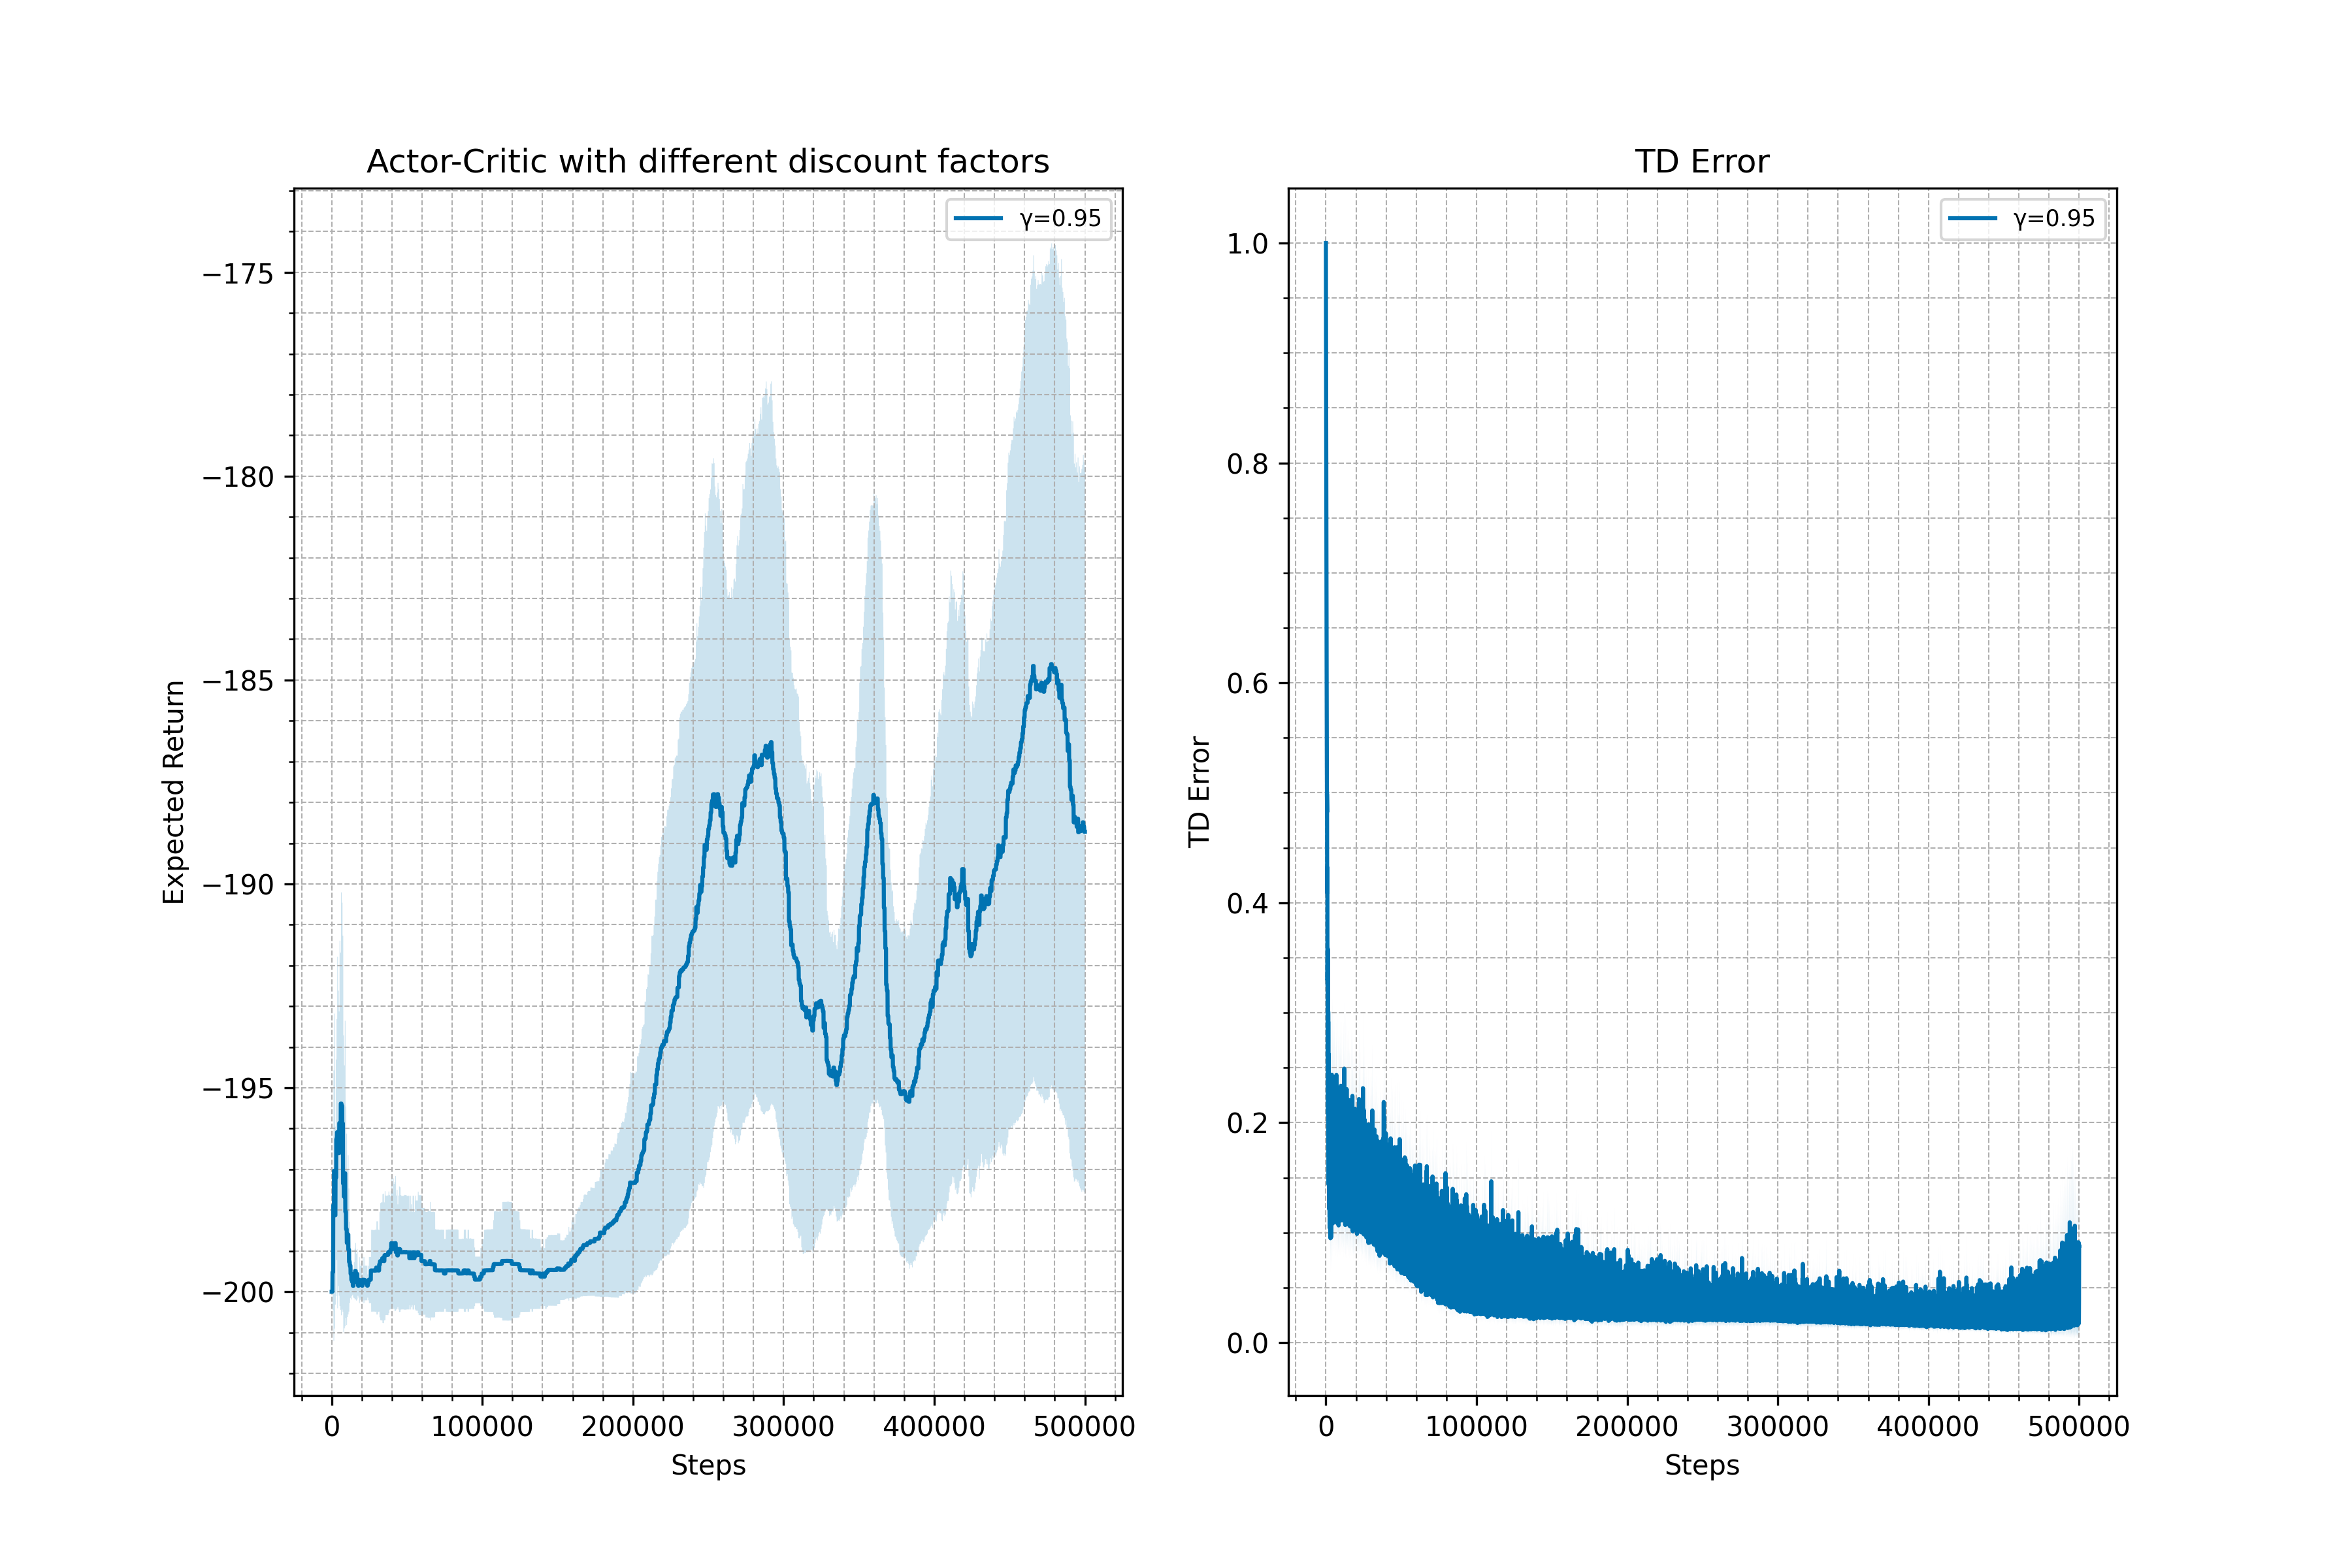 Actor-Critic with different discount factors
γ=0.95
Expected Return
−175
−180
−185
−190
−195
−200
0 100000 200000 300000 400000 500000
Steps
TD Error
γ=0.95
TD Error
1.0
0.8
0.6
0.4
0.2
0.0
0 100000 200000 300000 400000 500000
Steps